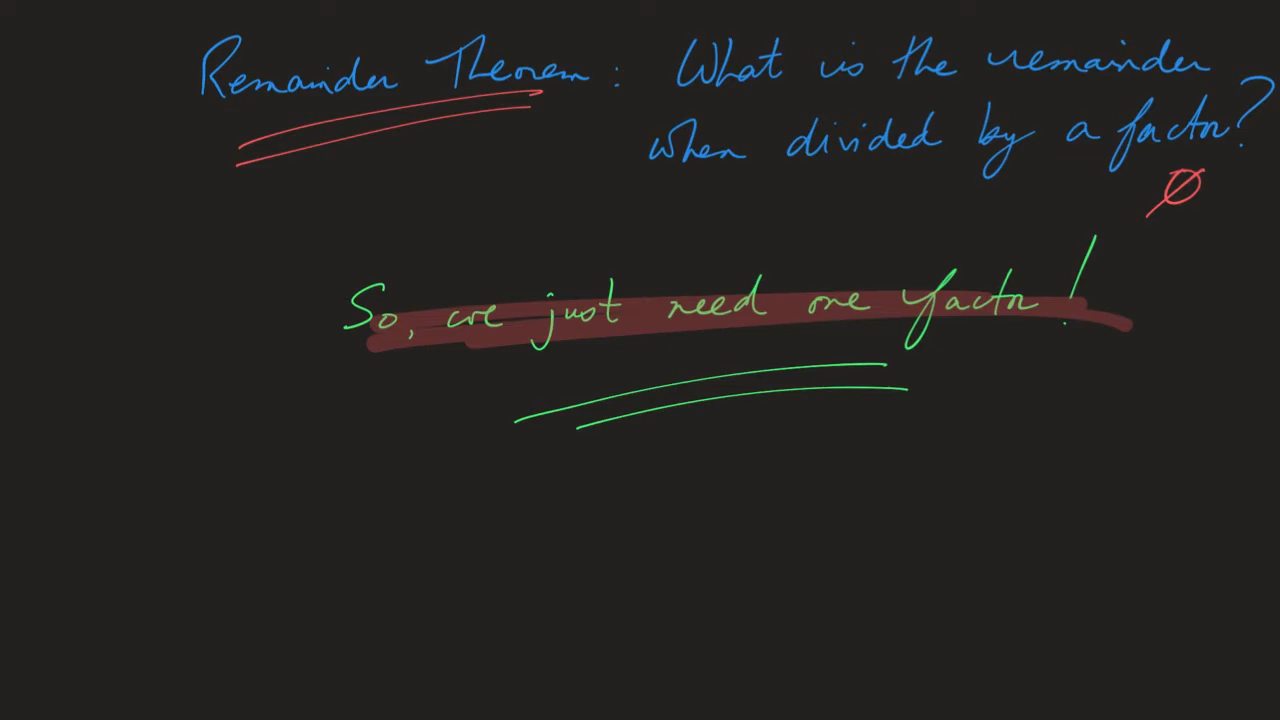 Remainder Theorem: What is the remainder
when divided by a factor?
0
So, we just need one factor!